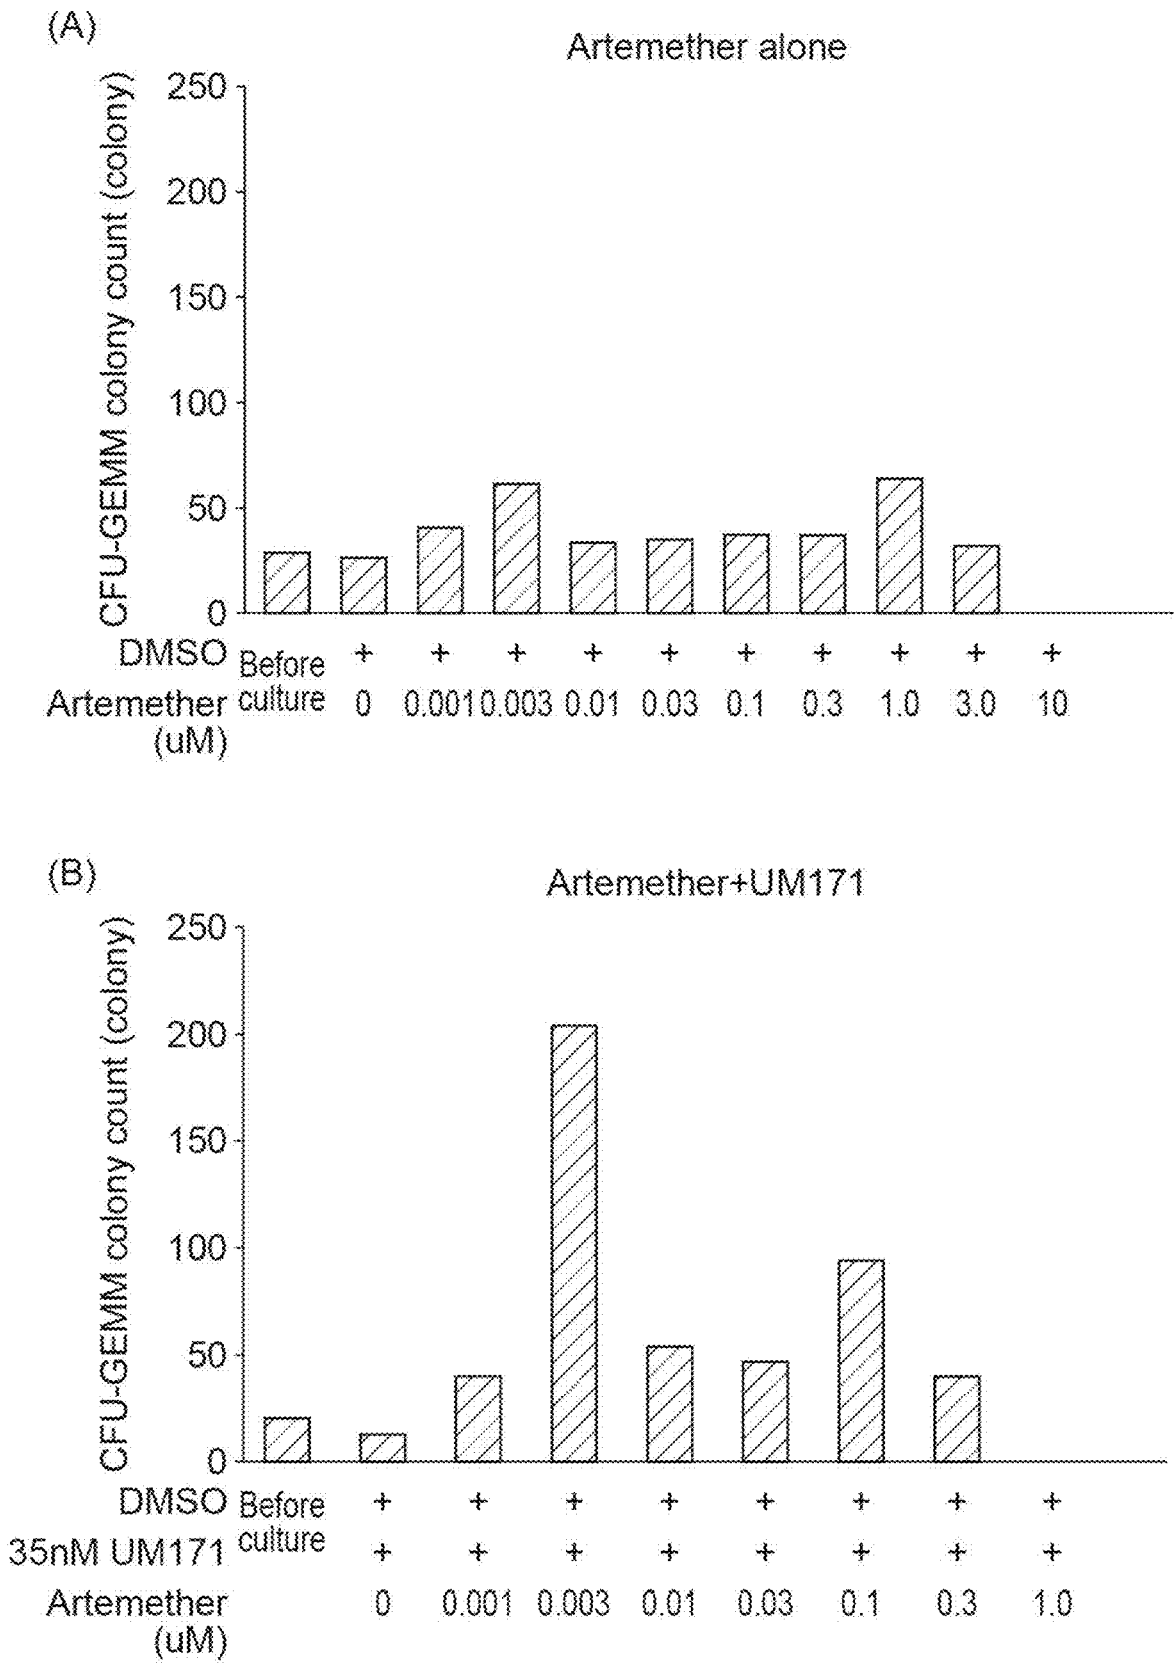 (A)
Artemether alone
CFU-GEMM colony count (colony)
250
200
150
100
50
0
DMSO Before culture + + + + + + + + + +
Artemether (uM) 0 0.001 0.003 0.01 0.03 0.1 0.3 1.0 3.0 10
(B)
Artemether+UM171
CFU-GEMM colony count (colony)
250
200
150
100
50
0
DMSO Before culture + + + + + + + +
35nM UM171 + + + + + + + +
Artemether (uM) 0 0.001 0.003 0.01 0.03 0.1 0.3 1.0